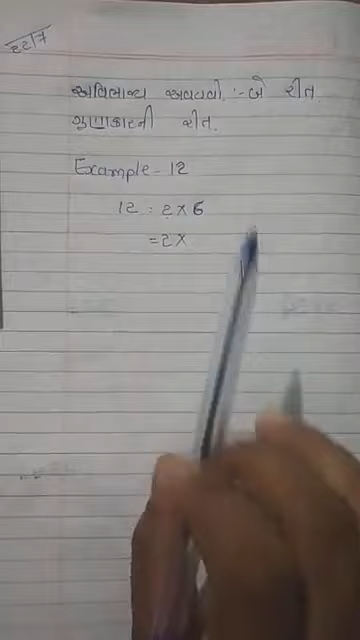 અવિભાજ્ય અવયવો :- બે રીત.
ગુણાકારની રીત.
Example - 12
12 = 2 × 6
= 2 ×